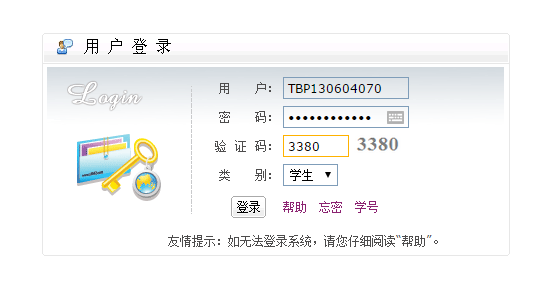 用 户 登 录
Login
用 户: TBP130604070
密 码: ••••••••••••
验 证 码: 3380 3380
类 别: 学生 ▼
登录 帮助 忘密 学号
友情提示：如无法登录系统，请您仔细阅读“帮助”。